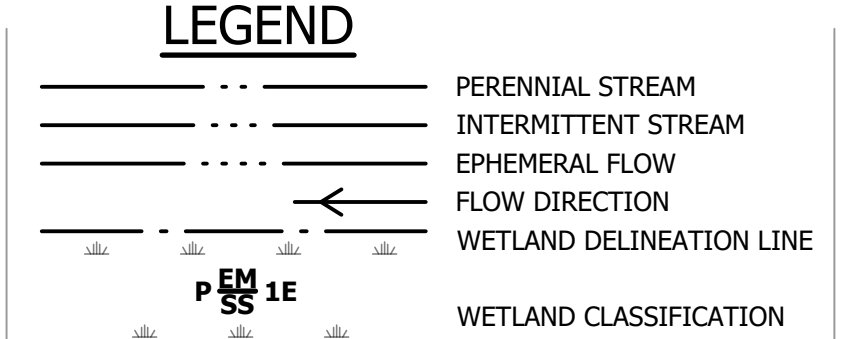 LEGEND
PERENNIAL STREAM
INTERMITTENT STREAM
EPHEMERAL FLOW
FLOW DIRECTION
WETLAND DELINEATION LINE
P EM/SS 1E
WETLAND CLASSIFICATION